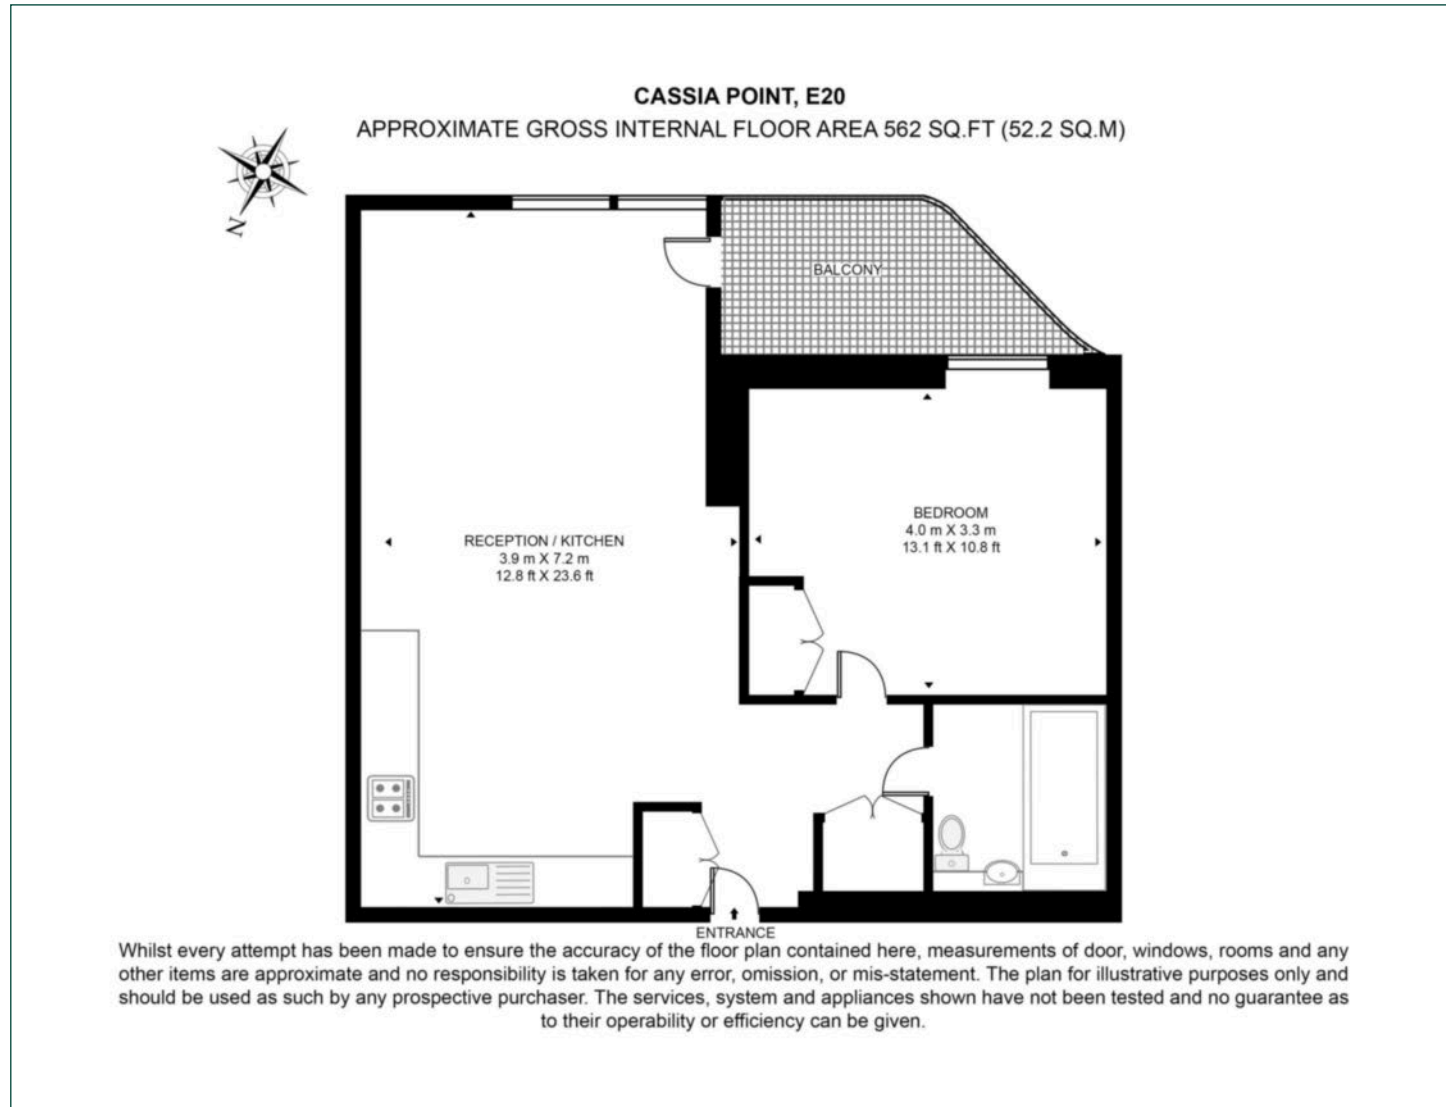 CASSIA POINT, E20
APPROXIMATE GROSS INTERNAL FLOOR AREA 562 SQ.FT (52.2 SQ.M)
N
BALCONY
BEDROOM
4.0 m X 3.3 m
13.1 ft X 10.8 ft
RECEPTION / KITCHEN
3.9 m X 7.2 m
12.8 ft X 23.6 ft
ENTRANCE
Whilst every attempt has been made to ensure the accuracy of the floor plan contained here, measurements of door, windows, rooms and any
other items are approximate and no responsibility is taken for any error, omission, or mis-statement. The plan for illustrative purposes only and
should be used as such by any prospective purchaser. The services, system and appliances shown have not been tested and no guarantee as
to their operability or efficiency can be given.